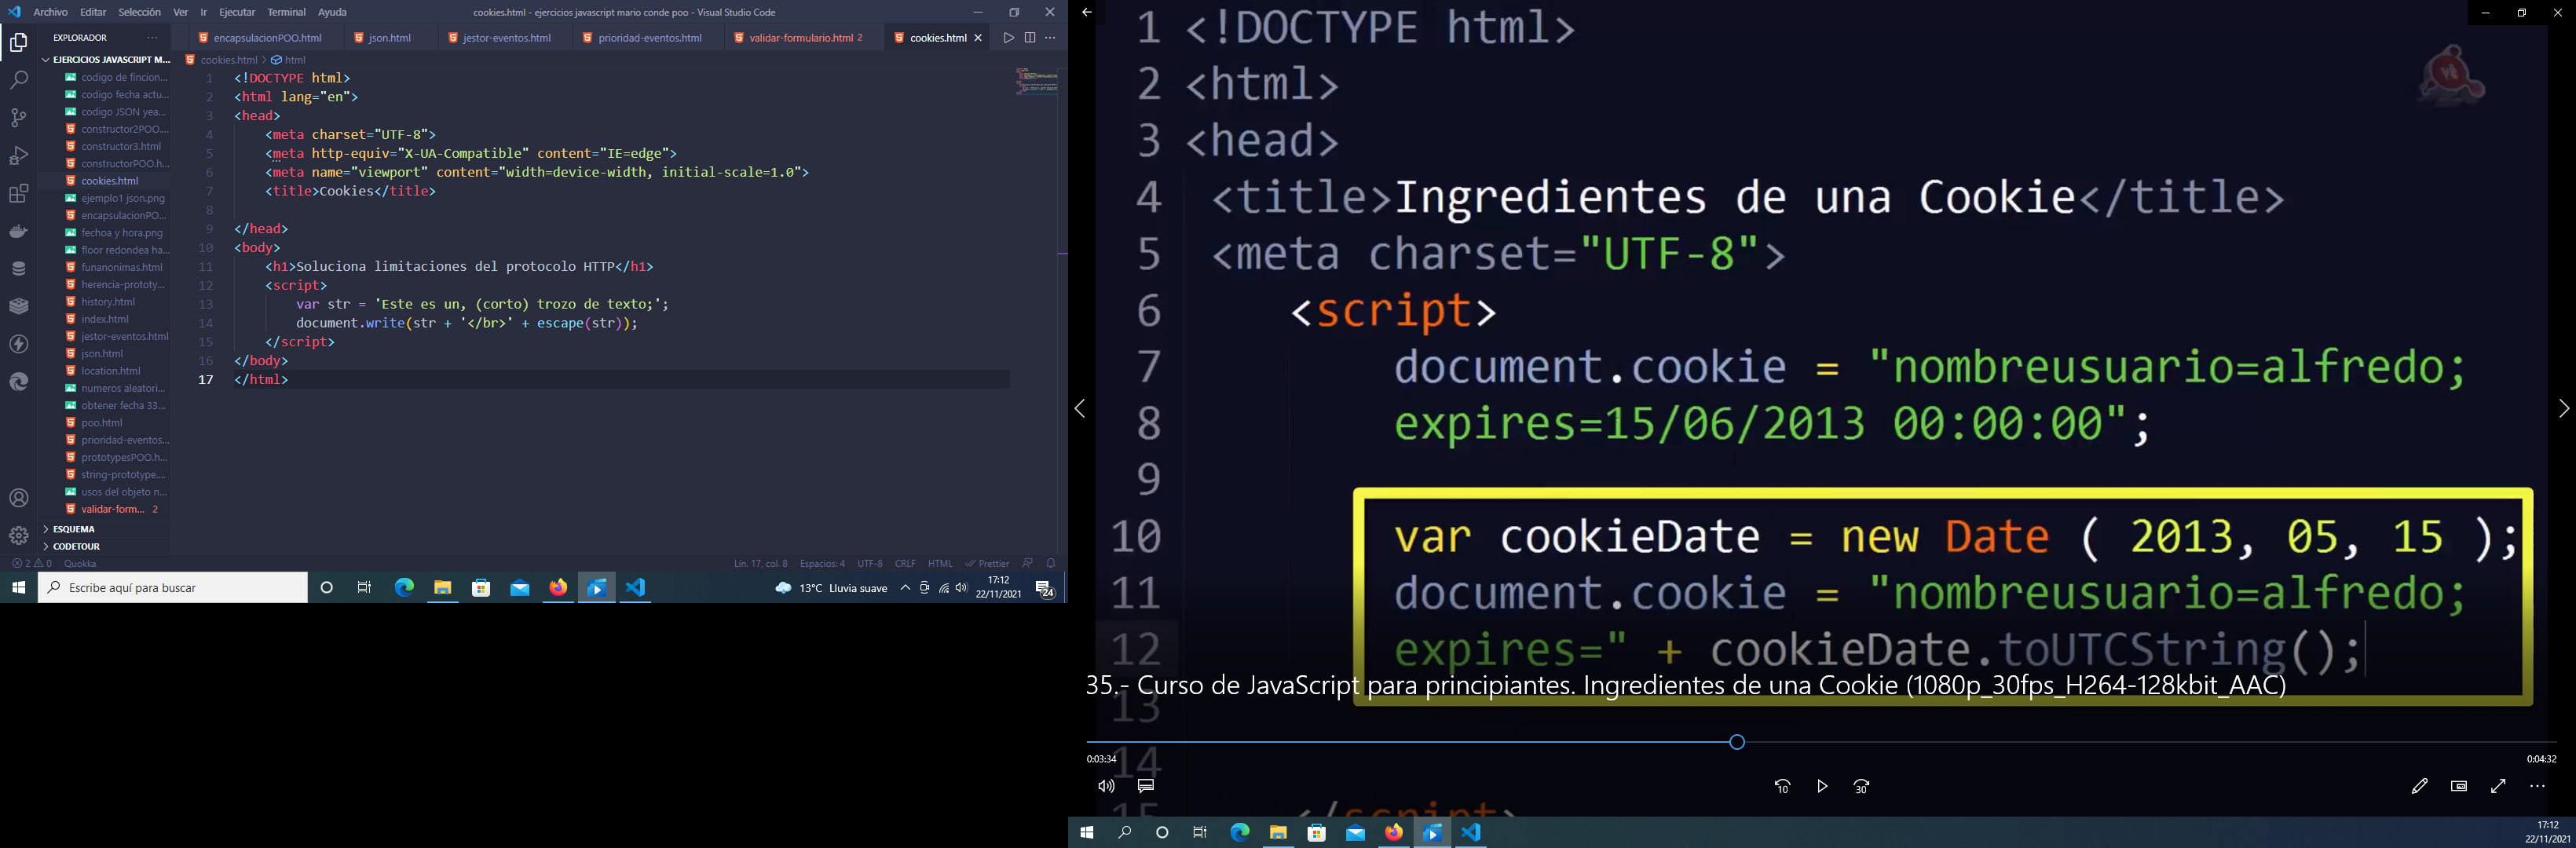 Archivo Editar Selección Ver Ir Ejecutar Terminal Ayuda
cookies.html - ejercicios javascript mario conde poo - Visual Studio Code
EXPLORADOR
encapsulacionPOO.html
json.html
jestor-eventos.html
prioridad-eventos.html
validar-formulario.html 2
cookies.html
EJERCICIOS JAVASCRIPT M...
codigo de fincion...
codigo fecha actu...
codigo JSON yea...
constructor2POO....
constructor3.html
constructorPOO.h...
cookies.html
ejemplo1 json.png
encapsulacionPO...
fechoa y hora.png
floor redondea ha...
funanonimas.html
herencia-prototy...
history.html
index.html
jestor-eventos.html
json.html
location.html
numeros aleatori...
obtener fecha 33...
poo.html
prioridad-eventos...
prototypesPOO.h...
string-prototype....
usos del objeto n...
validar-form... 2
ESQUEMA
CODETOUR
cookies.html > html
1 <!DOCTYPE html>
2 <html lang="en">
3 <head>
4 <meta charset="UTF-8">
5 <meta http-equiv="X-UA-Compatible" content="IE=edge">
6 <meta name="viewport" content="width=device-width, initial-scale=1.0">
7 <title>Cookies</title>
8
9 </head>
10 <body>
11 <h1>Soluciona limitaciones del protocolo HTTP</h1>
12 <script>
13 var str = 'Este es un, (corto) trozo de texto;';
14 document.write(str + '</br>' + escape(str));
15 </script>
16 </body>
17 </html>
2 0 Quokka
Lín. 17, col. 8 Espacios: 4 UTF-8 CRLF HTML Prettier
Escribe aquí para buscar
13°C Lluvia suave
17:12
22/11/2021
24
1 <!DOCTYPE html>
2 <html>
3 <head>
4 <title>Ingredientes de una Cookie</title>
5 <meta charset="UTF-8">
6 <script>
7 document.cookie = "nombreusuario=alfredo;
8 expires=15/06/2013 00:00:00";
9
10 var cookieDate = new Date ( 2013, 05, 15 );
11 document.cookie = "nombreusuario=alfredo;
12 expires=" + cookieDate.toUTCString();
35.- Curso de JavaScript para principiantes. Ingredientes de una Cookie (1080p_30fps_H264-128kbit_AAC)
13
0:03:34
0:04:32
14
10
30
15 </script>
17:12
22/11/2021